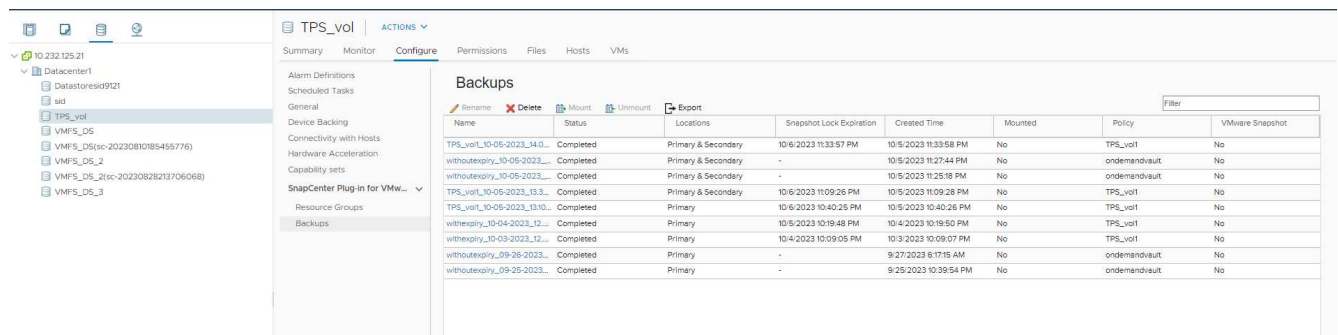 TPS_vol ACTIONS
Summary Monitor Configure Permissions Files Hosts VMs
10.232.125.21
Datacenter1
Datastoresid9121
sid
TPS_vol
VMFS_DS
VMFS_DS(sc-20230810185455776)
VMFS_DS_2
VMFS_DS_2(sc-20230828213706068)
VMFS_DS_3
Alarm Definitions
Scheduled Tasks
General
Device Backing
Connectivity with Hosts
Hardware Acceleration
Capability sets
SnapCenter Plug-in for VMw...
Resource Groups
Backups
Backups
Rename Delete Mount Unmount Export Filter
Name Status Locations Snapshot Lock Expiration Created Time Mounted Policy VMware Snapshot
TPS_vol1_10-05-2023_14.0... Completed Primary & Secondary 10/6/2023 11:33:57 PM 10/5/2023 11:33:58 PM No TPS_vol1 No
withoutexpiry_10-05-2023_... Completed Primary & Secondary - 10/5/2023 11:27:44 PM No ondemandvault No
withoutexpiry_10-05-2023_... Completed Primary & Secondary - 10/5/2023 11:25:18 PM No ondemandvault No
TPS_vol1_10-05-2023_13.3... Completed Primary & Secondary 10/6/2023 11:09:26 PM 10/5/2023 11:09:28 PM No TPS_vol1 No
TPS_vol1_10-05-2023_13.10... Completed Primary 10/6/2023 10:40:25 PM 10/5/2023 10:40:26 PM No TPS_vol1 No
withexpiry_10-04-2023_12.... Completed Primary 10/5/2023 10:19:48 PM 10/4/2023 10:19:50 PM No TPS_vol1 No
withexpiry_10-03-2023_12.... Completed Primary 10/4/2023 10:09:05 PM 10/3/2023 10:09:07 PM No TPS_vol1 No
withoutexpiry_09-26-2023... Completed Primary - 9/27/2023 6:17:15 AM No ondemandvault No
withoutexpiry_09-25-2023... Completed Primary - 9/25/2023 10:39:54 PM No ondemandvault No